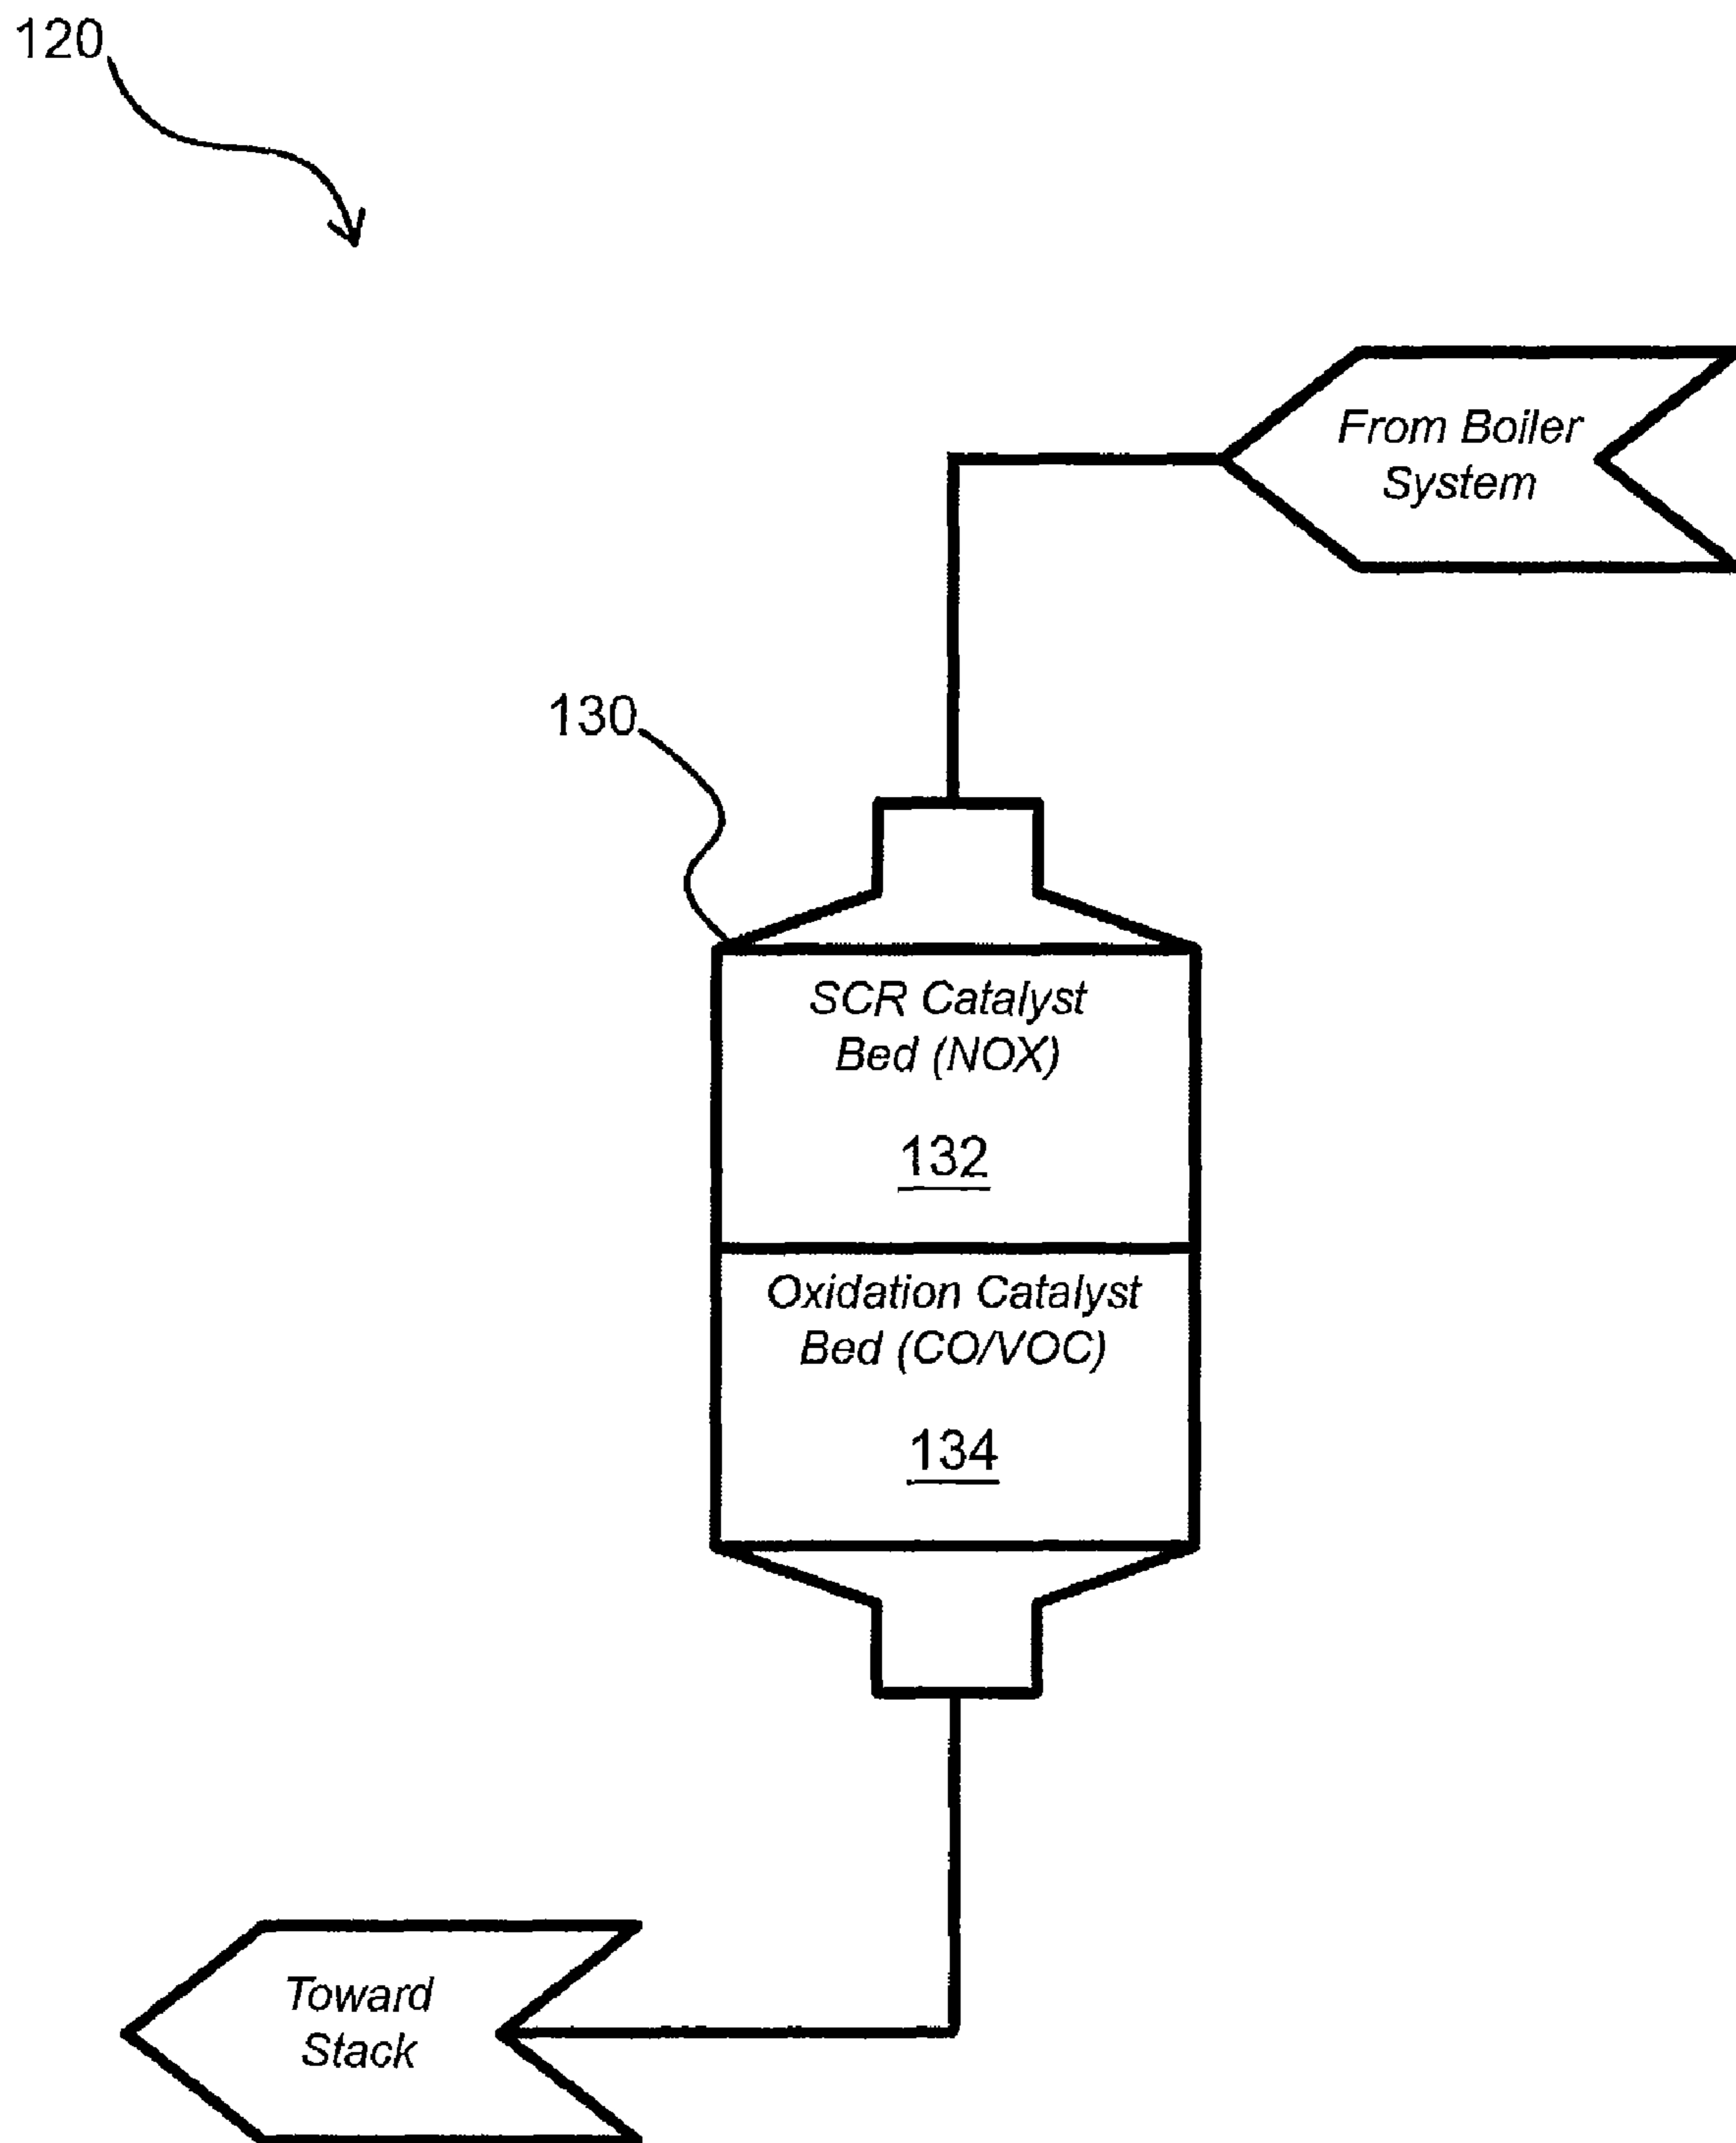 120
From Boiler
System
130
SCR Catalyst
Bed (NOX)
132
Oxidation Catalyst
Bed (CO/VOC)
134
Toward
Stack